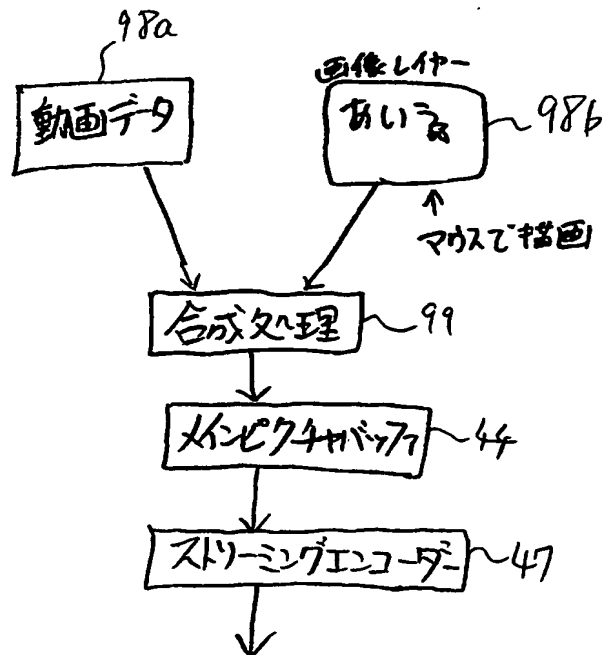 98a
動画データ
画像レイヤー
あいう
98b
マウスで描画
合成処理
99
メインピクチャバッファ
44
ストリーミングエンコーダー
47